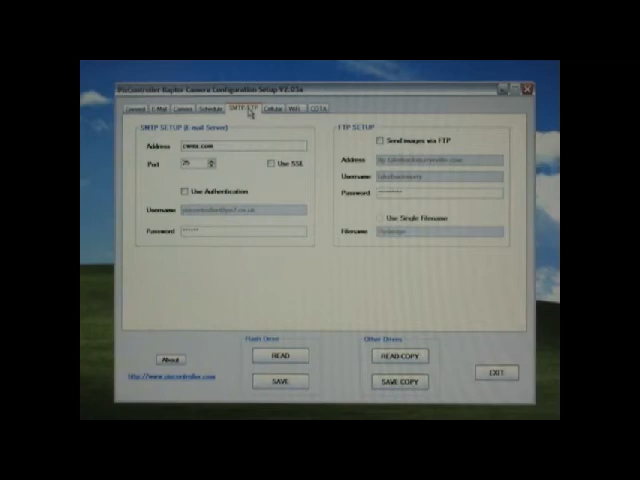 PixController Raptor Camera Configuration Setup V2.03a
General E-Mail Camera Schedule SMTP/FTP Cellular WiFi OOTA
SMTP SETUP (E-mail Server)
Address cwmx.com
Port 25 Use SSL
Use Authentication
Username
Password ******
FTP SETUP
Send images via FTP
Address
Username
Password *********
Use Single Filename
Filename
Flash Drive
READ
SAVE
Other Drives
READ COPY
SAVE COPY
About
http://www.pixcontroller.com
EXIT